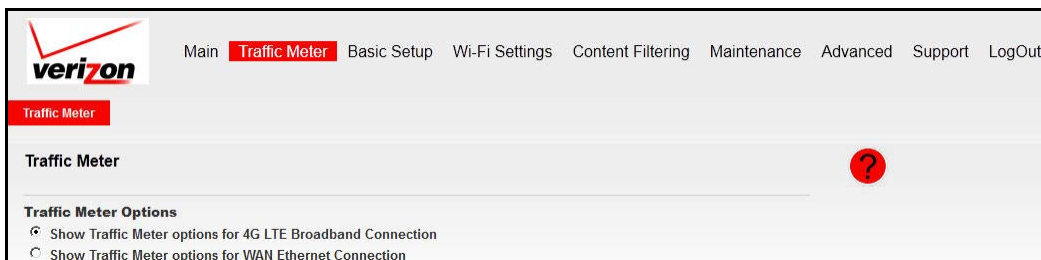 verizon
Main Traffic Meter Basic Setup Wi-Fi Settings Content Filtering Maintenance Advanced Support LogOut
Traffic Meter
Traffic Meter
?
Traffic Meter Options
Show Traffic Meter options for 4G LTE Broadband Connection
Show Traffic Meter options for WAN Ethernet Connection